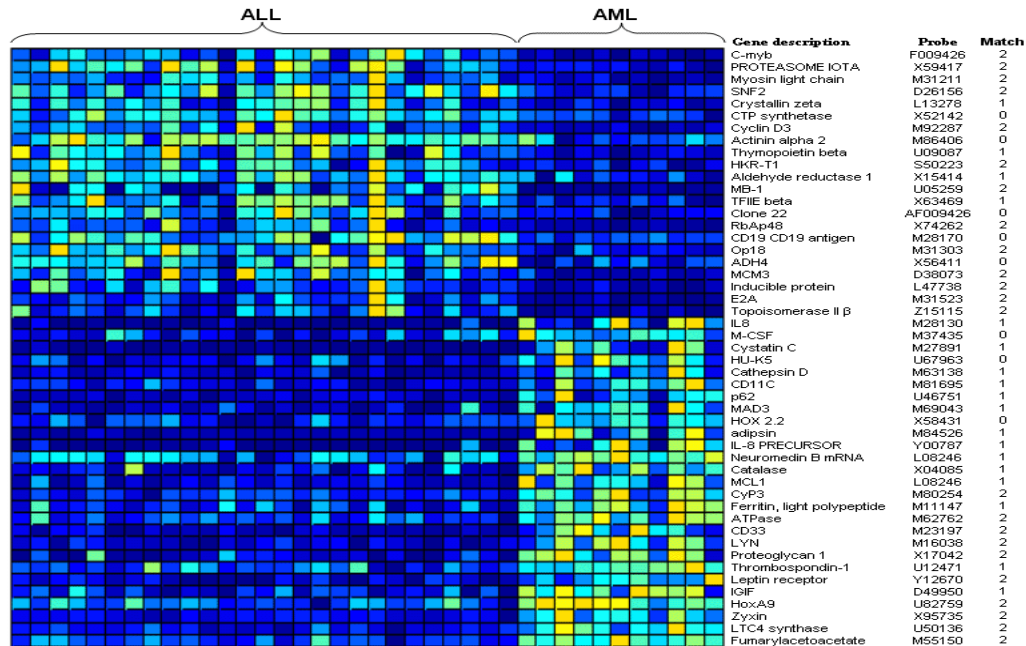 ALL AML
Gene description Probe Match
C-myb F009426 2
PROTEASOME IOTA X59417 2
Myosin light chain M31211 2
SNF2 D26156 2
Crystallin zeta L13278 1
CTP synthetase X52142 0
Cyclin D3 M92287 2
Actinin alpha 2 M86406 0
Thymopoietin beta U09087 1
HKR-T1 S50223 2
Aldehyde reductase 1 X15414 1
MB-1 U05259 2
TFIIE beta X63469 1
Clone 22 AF009426 0
RbAp48 X74262 2
CD19 CD19 antigen M28170 0
Op18 M31303 2
ADH4 X56411 0
MCM3 D38073 2
Inducible protein L47738 2
E2A M31523 2
Topoisomerase II β Z15115 2
IL8 M28130 1
M-CSF M37435 0
Cystatin C M27891 1
HU-K5 U67963 0
Cathepsin D M63138 1
CD11C M81695 1
p62 U46751 1
MAD3 M69043 1
HOX 2.2 X58431 0
adipsin M84526 1
IL-8 PRECURSOR Y00787 1
Neuromedin B mRNA L08246 1
Catalase X04085 1
MCL1 L08246 1
CyP3 M80254 2
Ferritin, light polypeptide M11147 1
ATPase M62762 2
CD33 M23197 2
LYN M16038 2
Proteoglycan 1 X17042 2
Thrombospondin-1 U12471 1
Leptin receptor Y12670 2
IGIF D49950 1
HoxA9 U82759 2
Zyxin X95735 2
LTC4 synthase U50136 2
Fumarylacetoacetate M55150 2